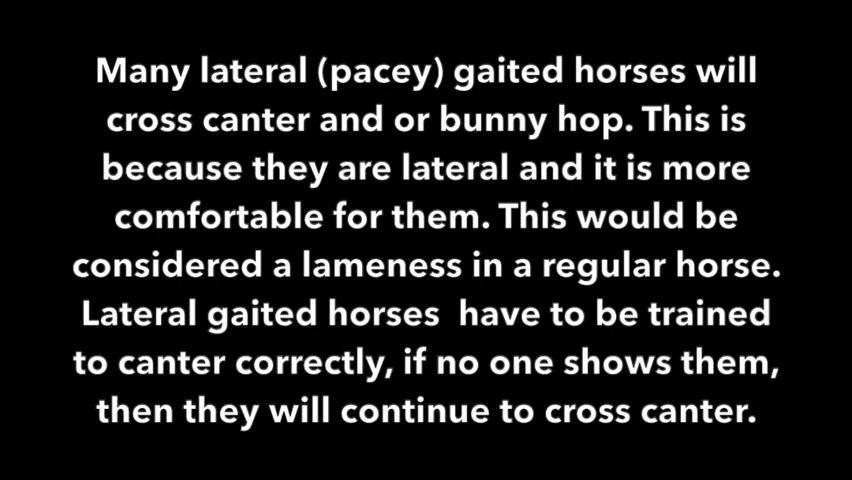 Many lateral (pacey) gaited horses will
cross canter and or bunny hop. This is
because they are lateral and it is more
comfortable for them. This would be
considered a lameness in a regular horse.
Lateral gaited horses  have to be trained
to canter correctly, if no one shows them,
then they will continue to cross canter.